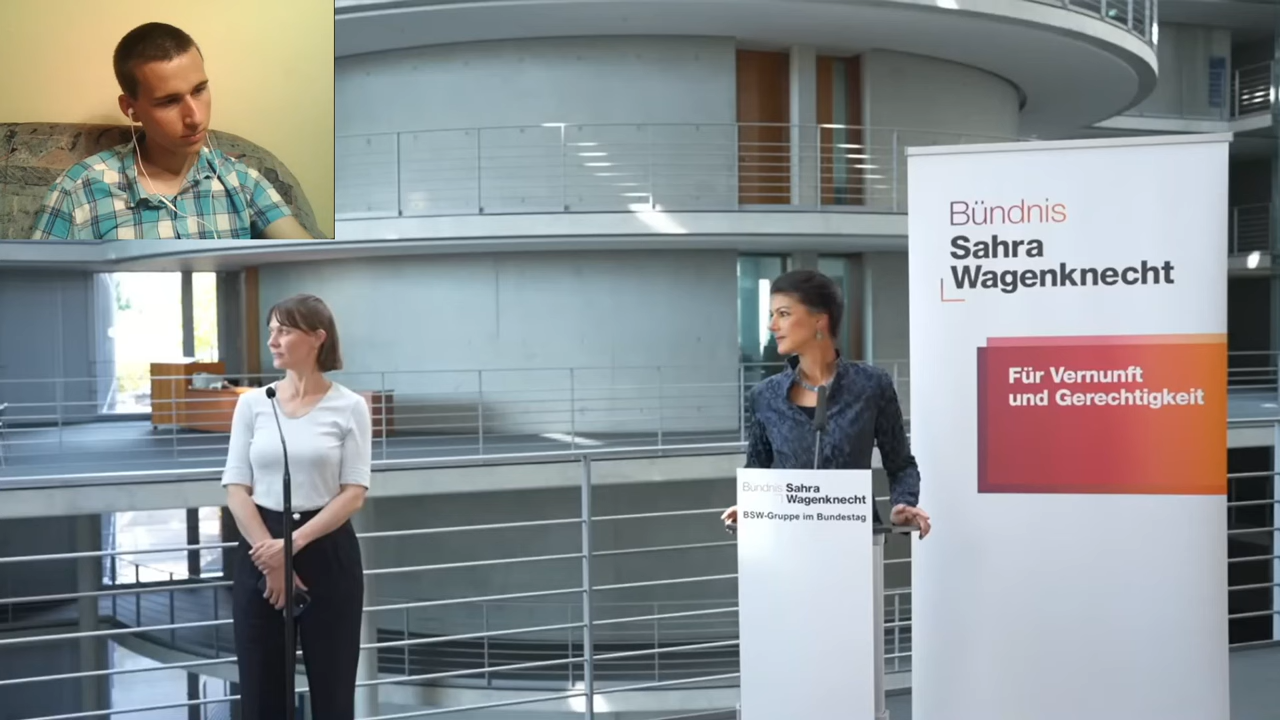 Bündnis
Sahra
Wagenknecht
Für Vernunft
und Gerechtigkeit
Bündnis Sahra
Wagenknecht
BSW-Gruppe im Bundestag